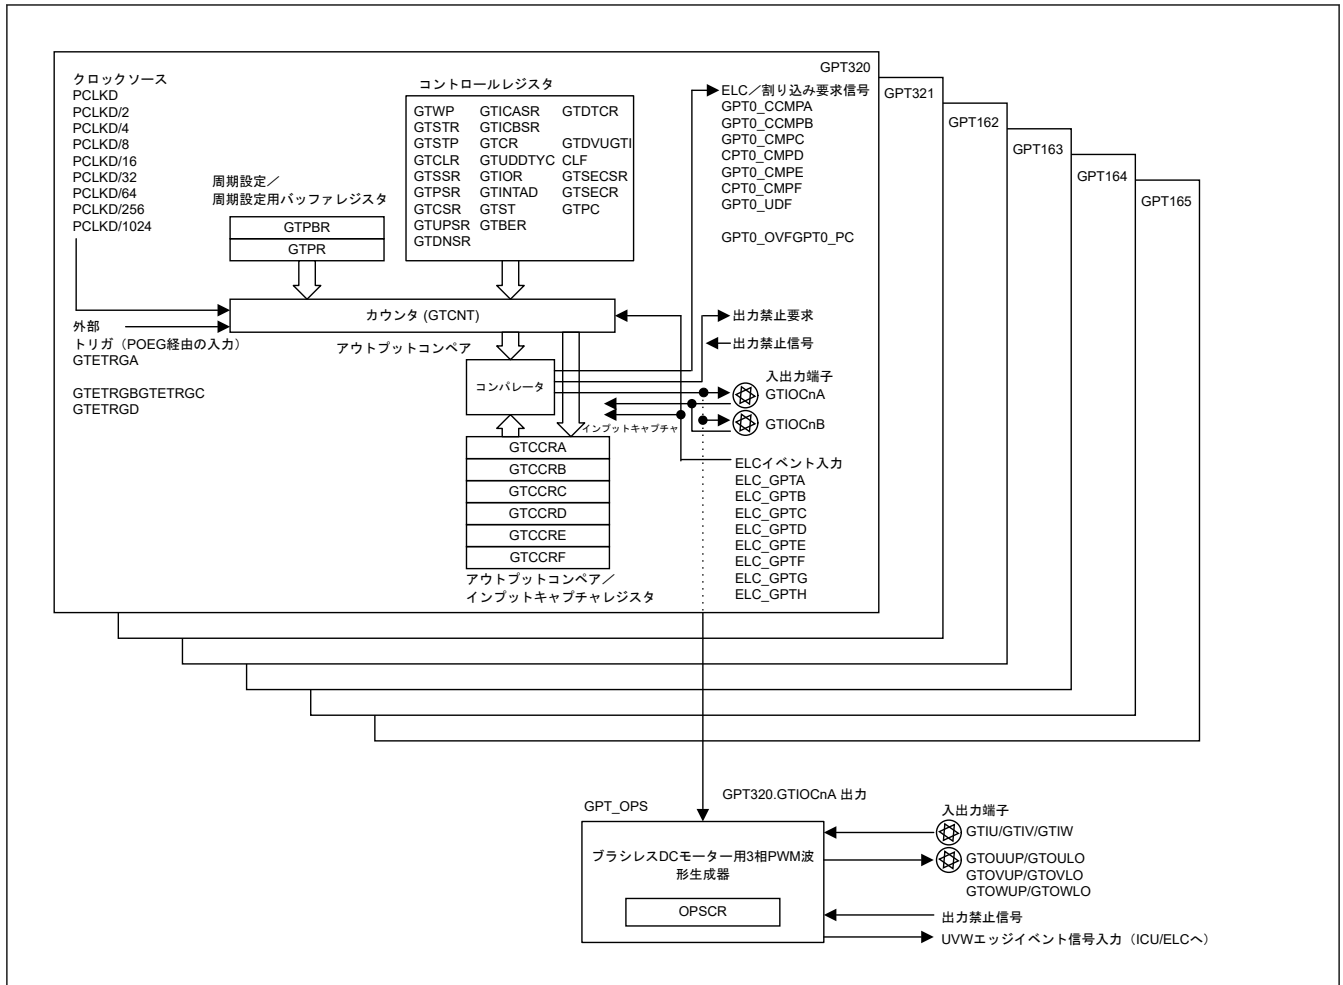 GPT320
GPT321
GPT162
GPT163
GPT164
GPT165
クロックソース
PCLKD
PCLKD/2
PCLKD/4
PCLKD/8
PCLKD/16
PCLKD/32
PCLKD/64
PCLKD/256
PCLKD/1024
周期設定／
周期設定用バッファレジスタ
GTPBR
GTPR
コントロールレジスタ
GTWP GTICASR GTDTCR
GTSTR GTICBSR
GTSTP GTCR GTDVUGTI
GTCLR GTUDDTYC CLF
GTSSR GTIOR GTSECSR
GTPSR GTINTAD GTSECR
GTCSR GTST GTPC
GTUPSR GTBER
GTDNSR
ELC／割り込み要求信号
GPT0_CCMPA
GPT0_CCMPB
GPT0_CMPC
CPT0_CMPD
GPT0_CMPE
CPT0_CMPF
GPT0_UDF
GPT0_OVFGPT0_PC
カウンタ (GTCNT)
外部
トリガ（POEG経由の入力）
GTETRGA
GTETRGBGTETRGC
GTETRGD
アウトプットコンペア
コンパレータ
出力禁止要求
出力禁止信号
入出力端子
GTIOCnA
GTIOCnB
インプットキャプチャ
GTCCRA
GTCCRB
GTCCRC
GTCCRD
GTCCRE
GTCCRF
アウトプットコンペア／
インプットキャプチャレジスタ
ELCイベント入力
ELC_GPTA
ELC_GPTB
ELC_GPTC
ELC_GPTD
ELC_GPTE
ELC_GPTF
ELC_GPTG
ELC_GPTH
GPT320.GTIOCnA 出力
GPT_OPS
ブラシレスDCモーター用3相PWM波
形生成器
OPSCR
入出力端子
GTIU/GTIV/GTIW
GTOUUP/GTOULO
GTOVUP/GTOVLO
GTOWUP/GTOWLO
出力禁止信号
UVWエッジイベント信号入力（ICU/ELCへ）